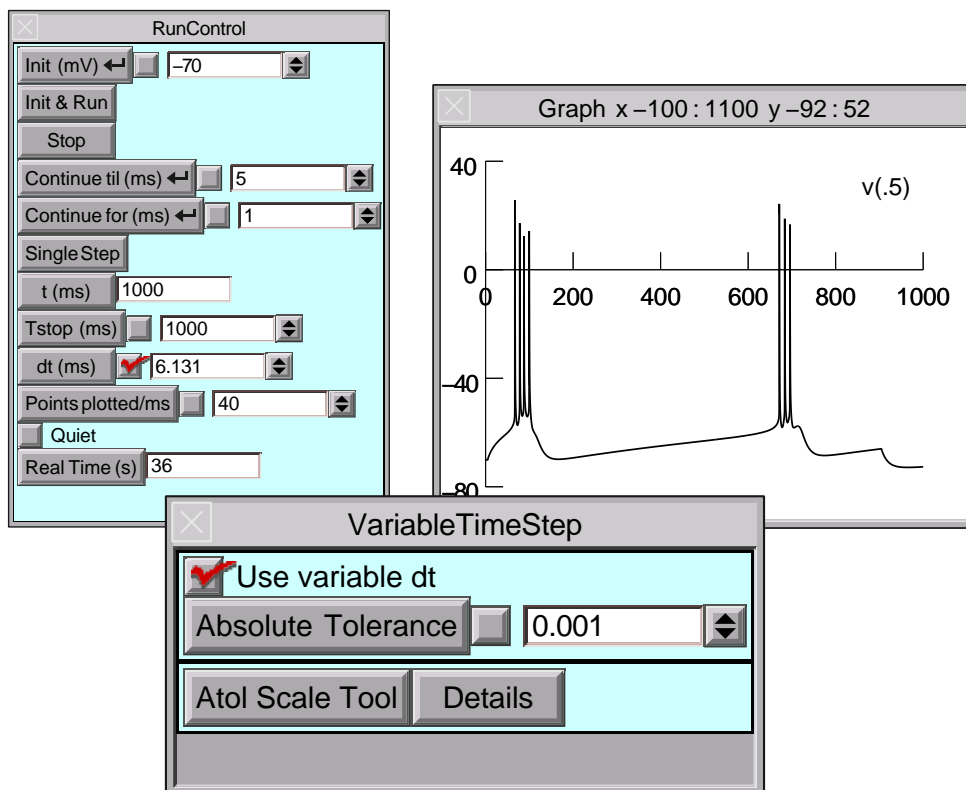 RunControl
Init (mV) –70
Init & Run
Stop
Continue til (ms) 5
Continue for (ms) 1
Single Step
t (ms) 1000
Tstop (ms) 1000
dt (ms) 6.131
Points plotted/ms 40
Quiet
Real Time (s) 36
Graph x –100 : 1100 y –92 : 52
40
v(.5)
0
0 200 400 600 800 1000
–40
–80
VariableTimeStep
Use variable dt
Absolute Tolerance 0.001
Atol Scale Tool Details